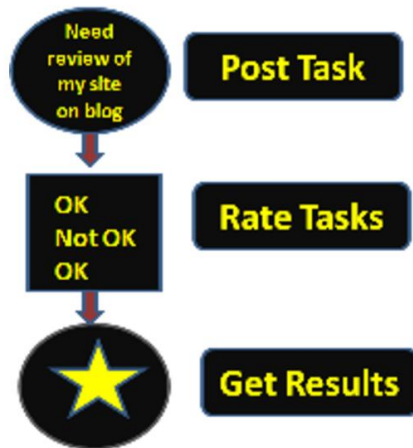 Need
review of
my site
on blog
Post Task
OK
Not OK
OK
Rate Tasks
Get Results